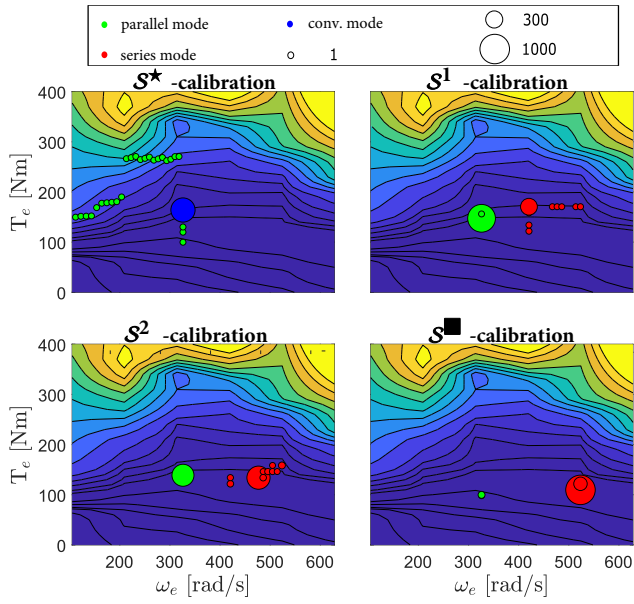 parallel mode conv. mode 300
series mode 1 1000
S★ -calibration S¹ -calibration
400
300
200
100
0
T_e [Nm]
S² -calibration S■ -calibration
400
300
200
100
0
T_e [Nm]
200 300 400 500 600 200 300 400 500 600
ω_e [rad/s] ω_e [rad/s]